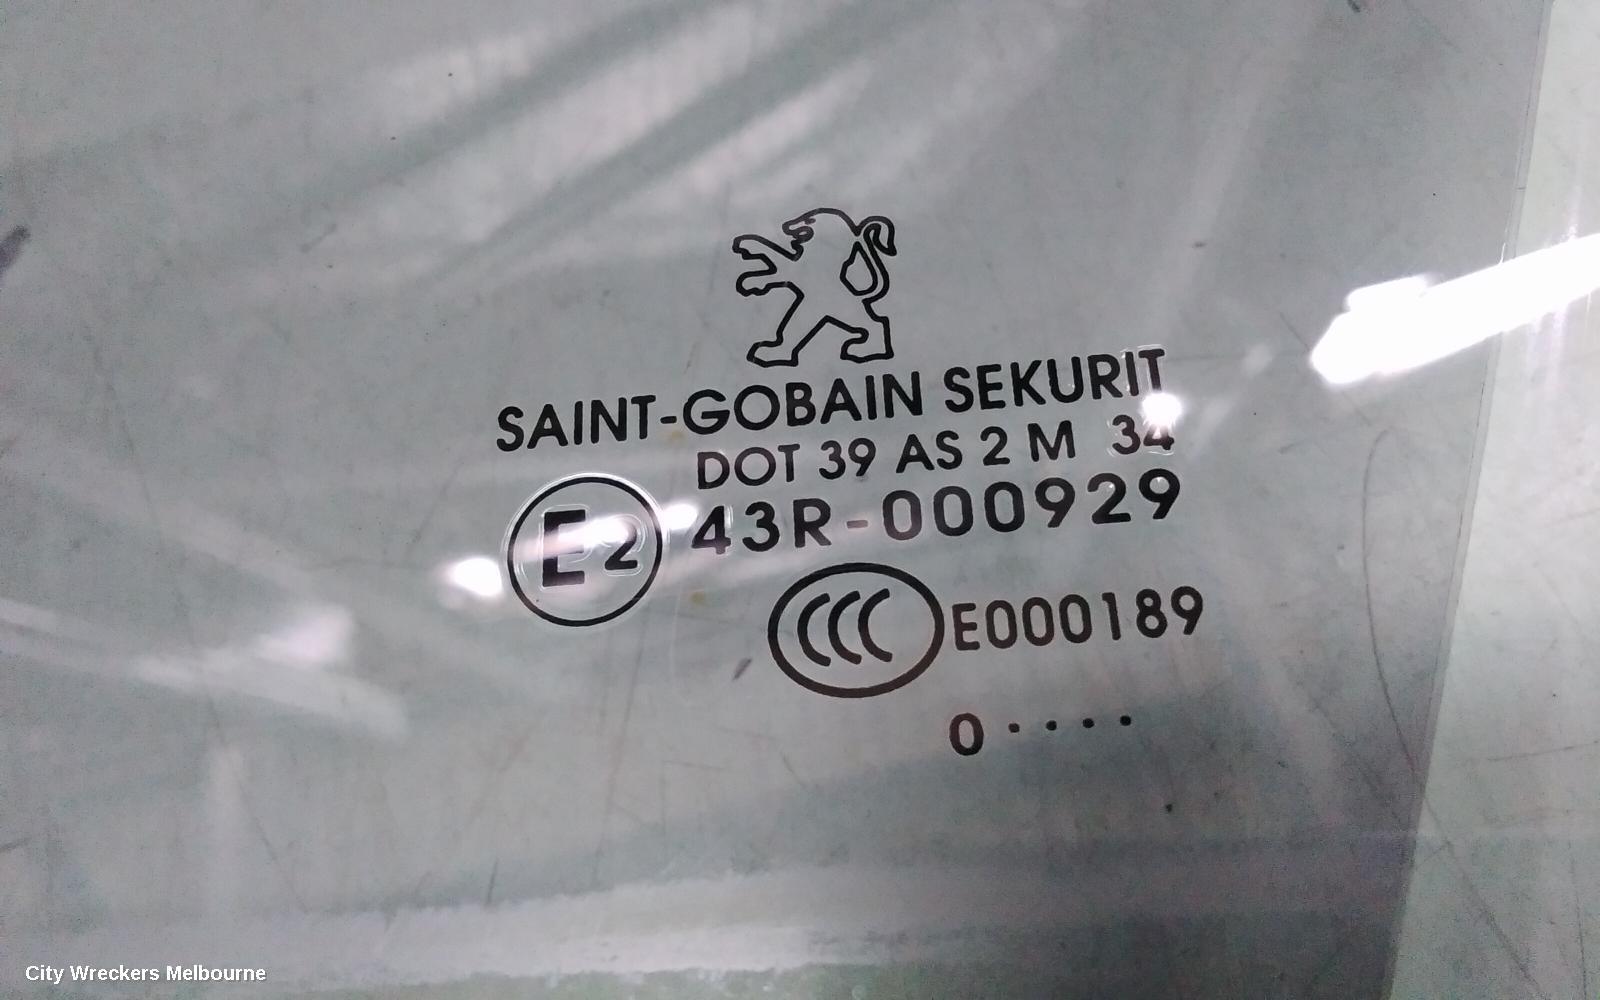 SAINT-GOBAIN SEKURIT
DOT 39 AS 2 M 34
E2 43R-000929
CCC E000189
0 · · · ·
City Wreckers Melbourne